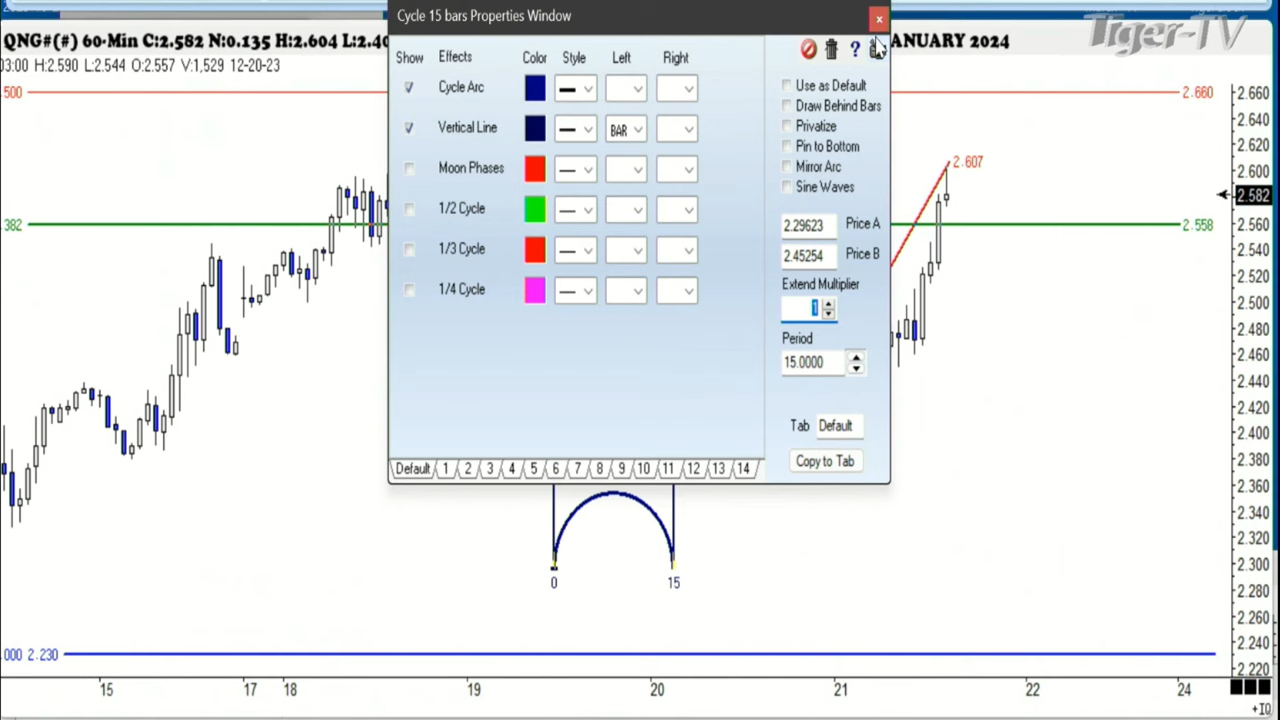 Cycle 15 bars Properties Window
Tiger-TV
QNG#(#) 60-Min C:2.582 N:0.135 H:2.604 L:2.40
ANUARY 2024
03:00 H:2.590 L:2.544 O:2.557 V:1,529 12-20-23
Show Effects Color Style Left Right
Cycle Arc
Vertical Line BAR
Moon Phases
1/2 Cycle
1/3 Cycle
1/4 Cycle
?
Use as Default
Draw Behind Bars
Privatize
Pin to Bottom
Mirror Arc
Sine Waves
2.29623 Price A
2.45254 Price B
Extend Multiplier
1
Period
15.0000
Tab Default
Copy to Tab
Default 1 2 3 4 5 6 7 8 9 10 11 12 13 14
500
2.660
382
2.558
2.607
000 2.230
0 15
2.660
2.640
2.620
2.600
2.582
2.560
2.540
2.520
2.500
2.480
2.460
2.440
2.420
2.400
2.380
2.360
2.340
2.320
2.300
2.280
2.260
2.240
2.220
15 17 18 19 20 21 22 24
+IQ